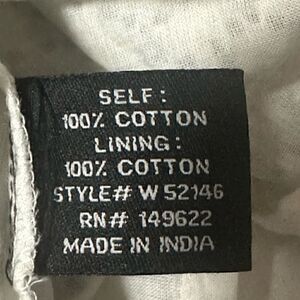 SELF:
100% COTTON
LINING:
100% COTTON
STYLE# W 52146
RN# 149622
MADE IN INDIA